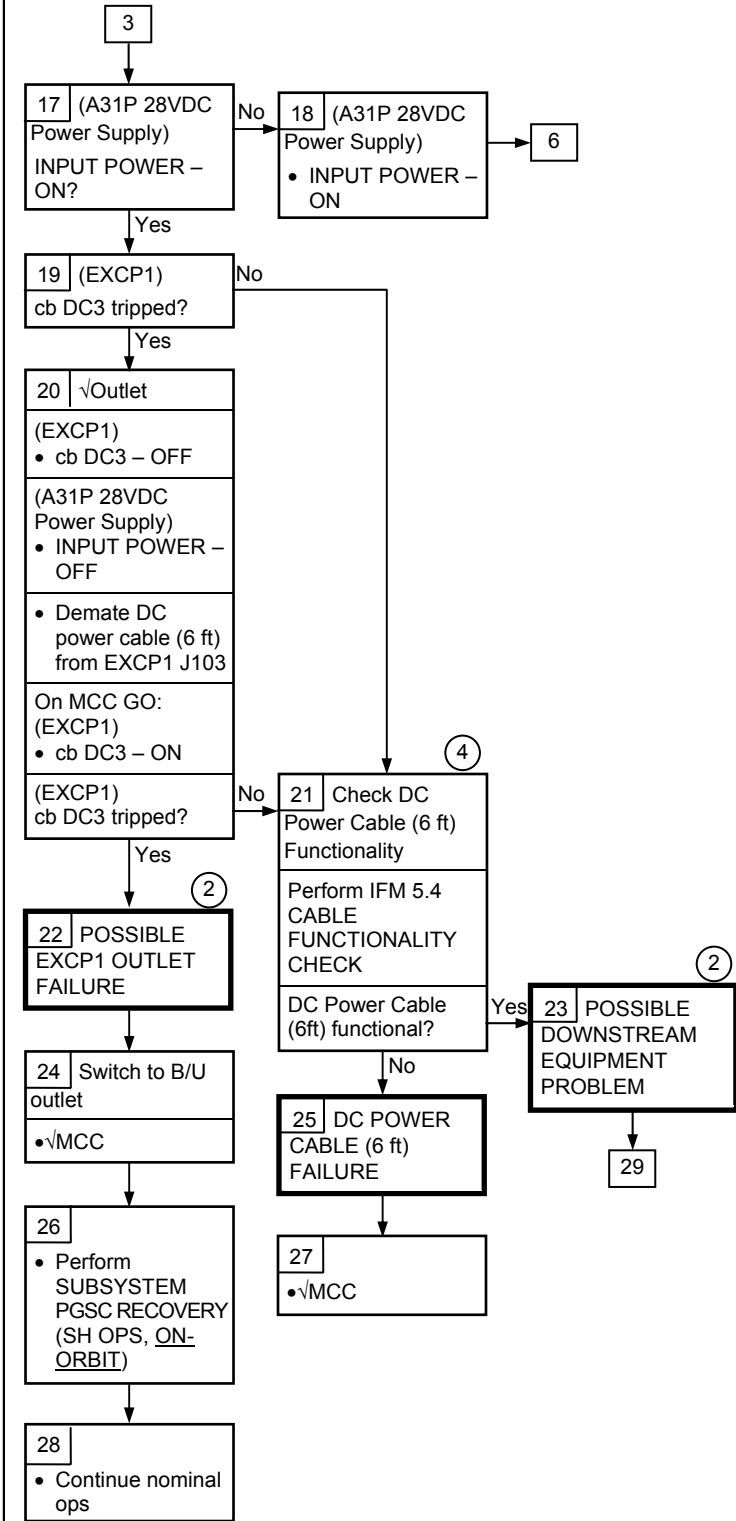 3
17 (A31P 28VDC
Power Supply)
INPUT POWER –
ON?
No
18 (A31P 28VDC
Power Supply)
• INPUT POWER –
ON
6
Yes
19 (EXCP1)
cb DC3 tripped?
No
Yes
20 √Outlet
(EXCP1)
• cb DC3 – OFF
(A31P 28VDC
Power Supply)
• INPUT POWER –
OFF
• Demate DC
power cable (6 ft)
from EXCP1 J103
On MCC GO:
(EXCP1)
• cb DC3 – ON
(EXCP1)
cb DC3 tripped?
No
Yes
4
21 Check DC
Power Cable (6 ft)
Functionality
Perform IFM 5.4
CABLE
FUNCTIONALITY
CHECK
DC Power Cable
(6ft) functional?
Yes
No
2
22 POSSIBLE
EXCP1 OUTLET
FAILURE
2
23 POSSIBLE
DOWNSTREAM
EQUIPMENT
PROBLEM
29
24 Switch to B/U
outlet
•√MCC
25 DC POWER
CABLE (6 ft)
FAILURE
26
• Perform
SUBSYSTEM
PGSC RECOVERY
(SH OPS, ON-
ORBIT)
27
•√MCC
28
• Continue nominal
ops